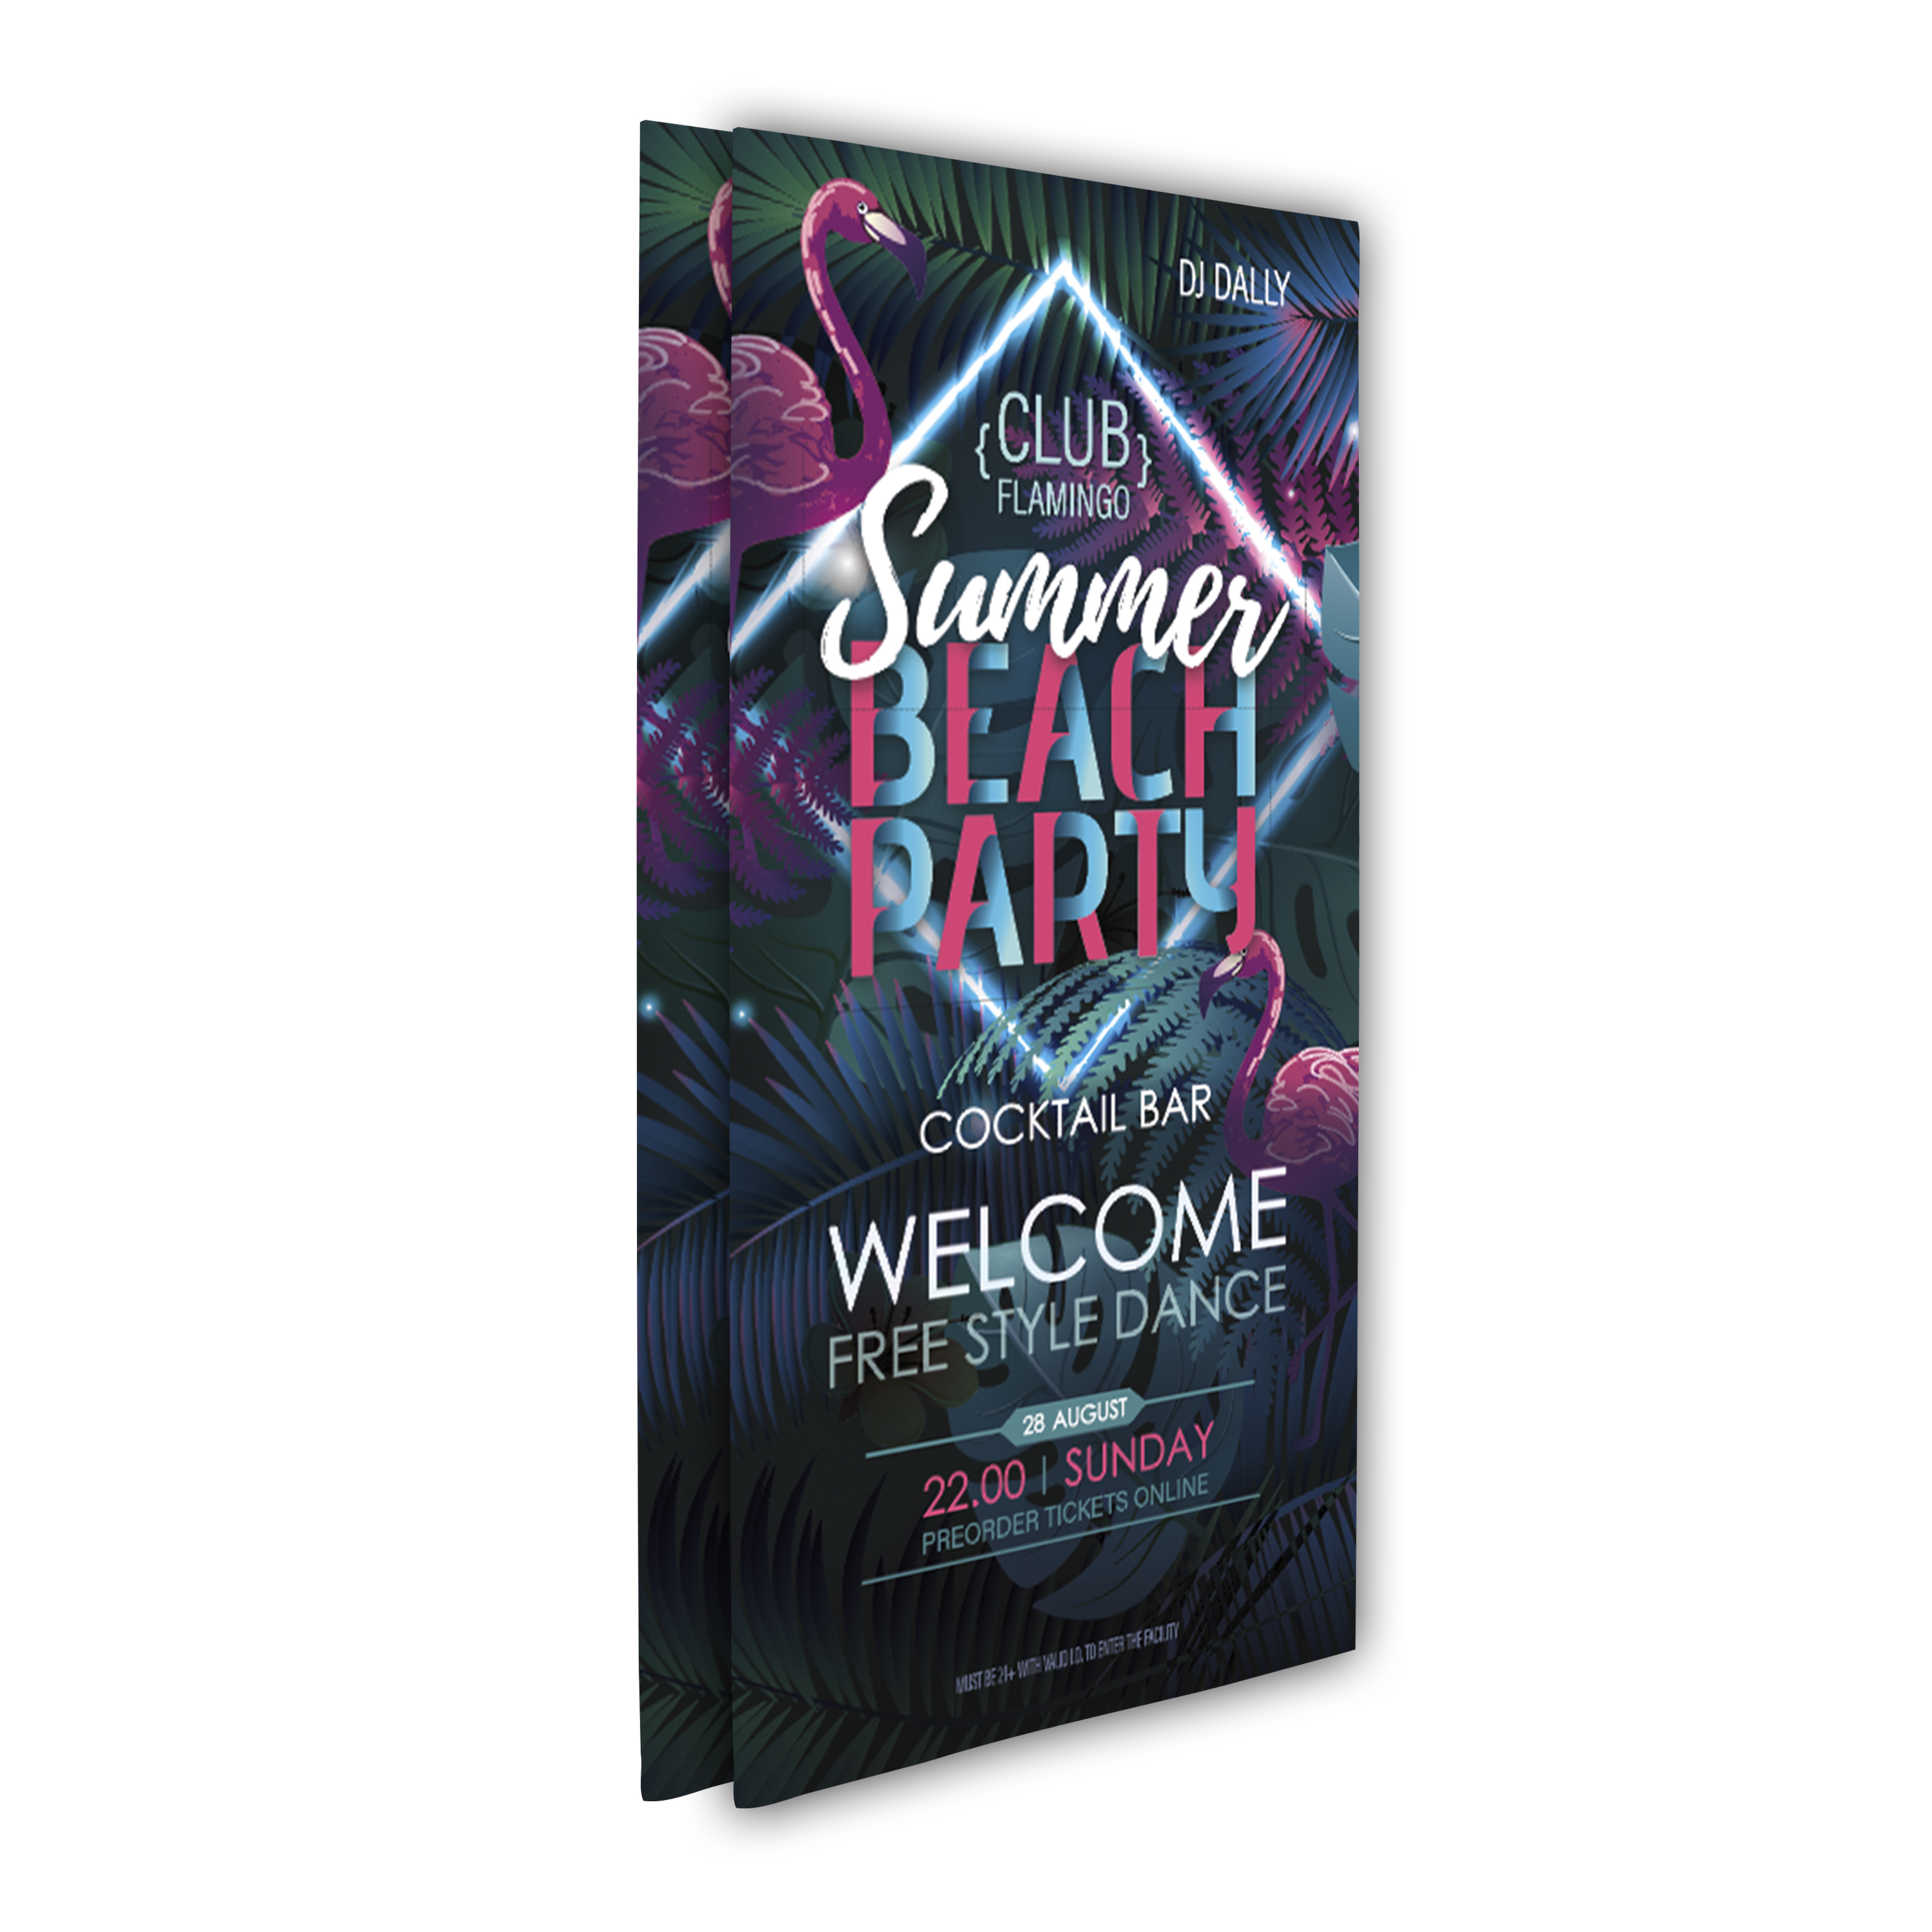 DJ DALLY
{CLUB}
FLAMINGO
Summer
BEACH
PARTY
COCKTAIL BAR
WELCOME
FREE STYLE DANCE
28 AUGUST
22.00 | SUNDAY
PREORDER TICKETS ONLINE
MUST BE 21+ WITH VALID I.D. TO ENTER THE FACILITY